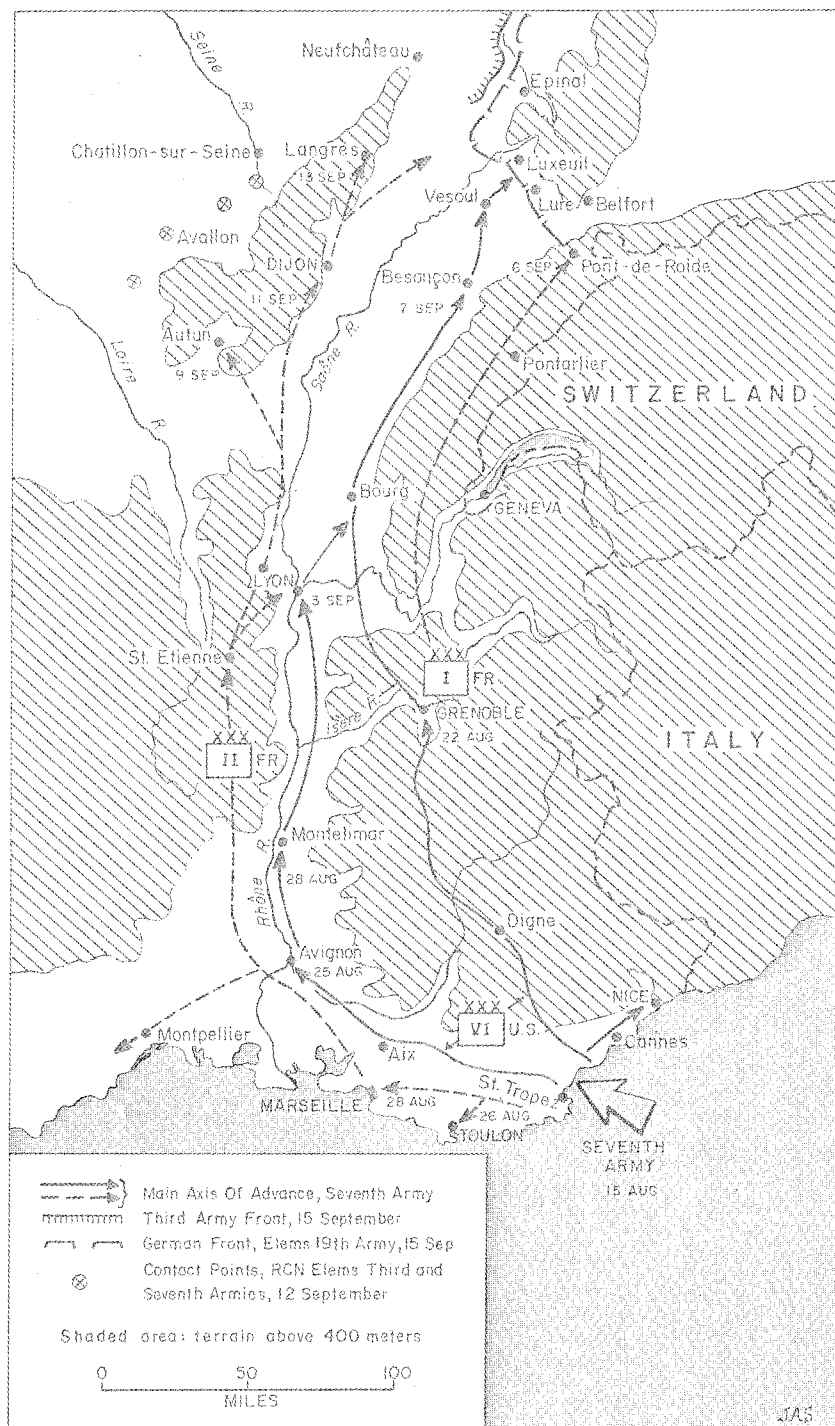 Neufchâteau
Seine
R.
Epinal
Chatillon-sur-Seine
Langres
13 SEP
Luxeuil
Vesoul
Lure
Belfort
Avallon
DIJON
11 SEP
Besançon
7 SEP
6 SEP
Pont-de-Roide
Autun
9 SEP
Saône R.
Loire
R.
Pontarlier
SWITZERLAND
Bourg
GENEVA
LYON
3 SEP
St. Etienne
XXX
I FR
Isère R.
GRENOBLE
22 AUG
ITALY
XXX
II FR
Montelimar
Rhône R.
28 AUG
Digne
Avignon
25 AUG
XXX
VI U.S.
NICE
Cannes
Montpellier
Aix
St. Tropez
MARSEILLE
28 AUG
26 AUG
TOULON
SEVENTH
ARMY
15 AUG
Main Axis Of Advance, Seventh Army
Third Army Front, 15 September
German Front, Elems 19th Army, 15 Sep
Contact Points, RCN Elems Third and
Seventh Armies, 12 September
Shaded area: terrain above 400 meters
0 50 100
MILES
JAS